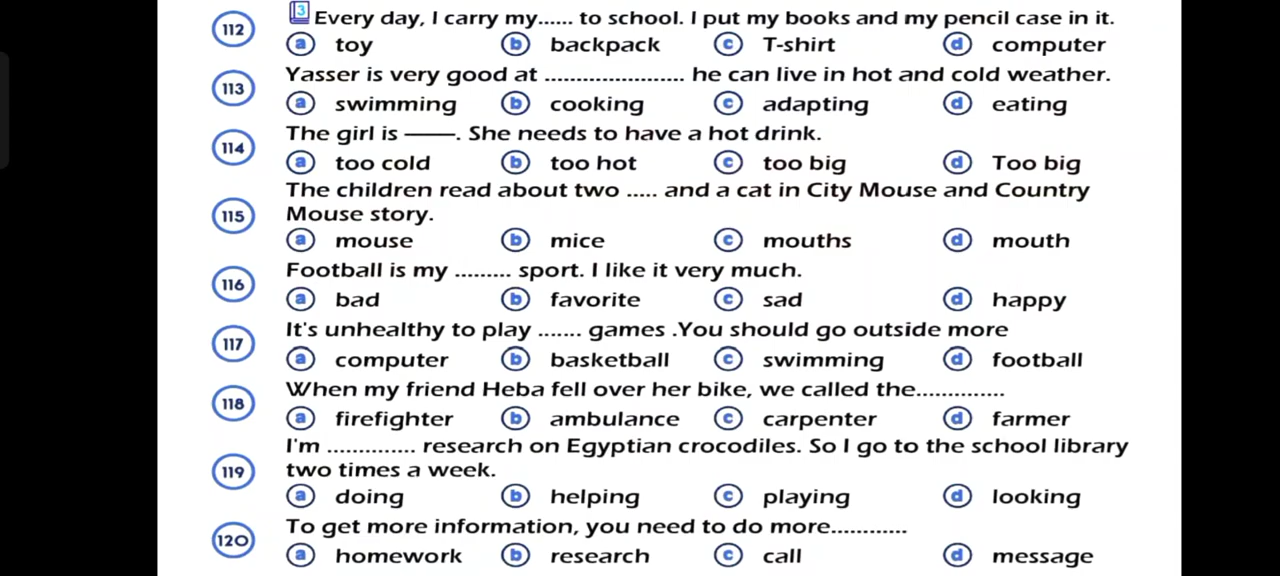 3 Every day, I carry my...... to school. I put my books and my pencil case in it.
112
a toy b backpack c T-shirt d computer
113 Yasser is very good at ...................... he can live in hot and cold weather.
a swimming b cooking c adapting d eating
114 The girl is ——. She needs to have a hot drink.
a too cold b too hot c too big d Too big
The children read about two ..... and a cat in City Mouse and Country
115 Mouse story.
a mouse b mice c mouths d mouth
116 Football is my ......... sport. I like it very much.
a bad b favorite c sad d happy
117 It's unhealthy to play ....... games .You should go outside more
a computer b basketball c swimming d football
118 When my friend Heba fell over her bike, we called the..............
a firefighter b ambulance c carpenter d farmer
I'm .............. research on Egyptian crocodiles. So I go to the school library
119 two times a week.
a doing b helping c playing d looking
120 To get more information, you need to do more............
a homework b research c call d message